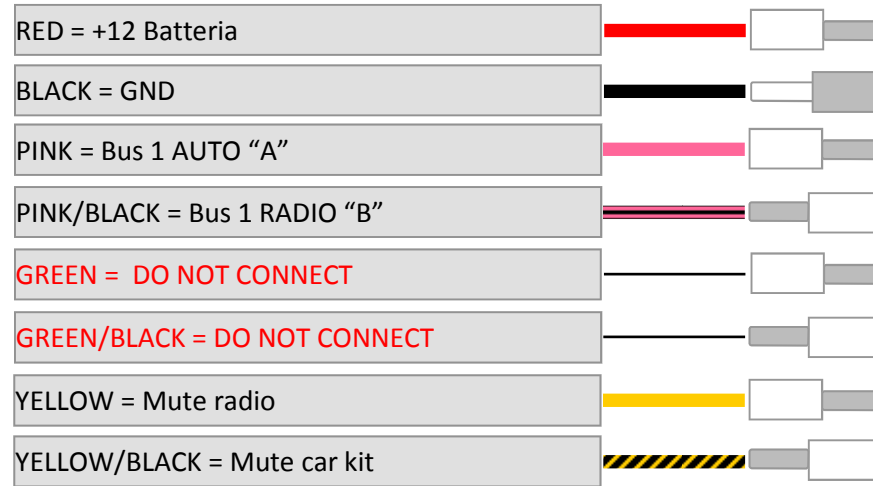 RED = +12 Batteria
BLACK = GND
PINK = Bus 1 AUTO “A”
PINK/BLACK = Bus 1 RADIO “B”
GREEN =  DO NOT CONNECT
GREEN/BLACK = DO NOT CONNECT
YELLOW = Mute radio
YELLOW/BLACK = Mute car kit